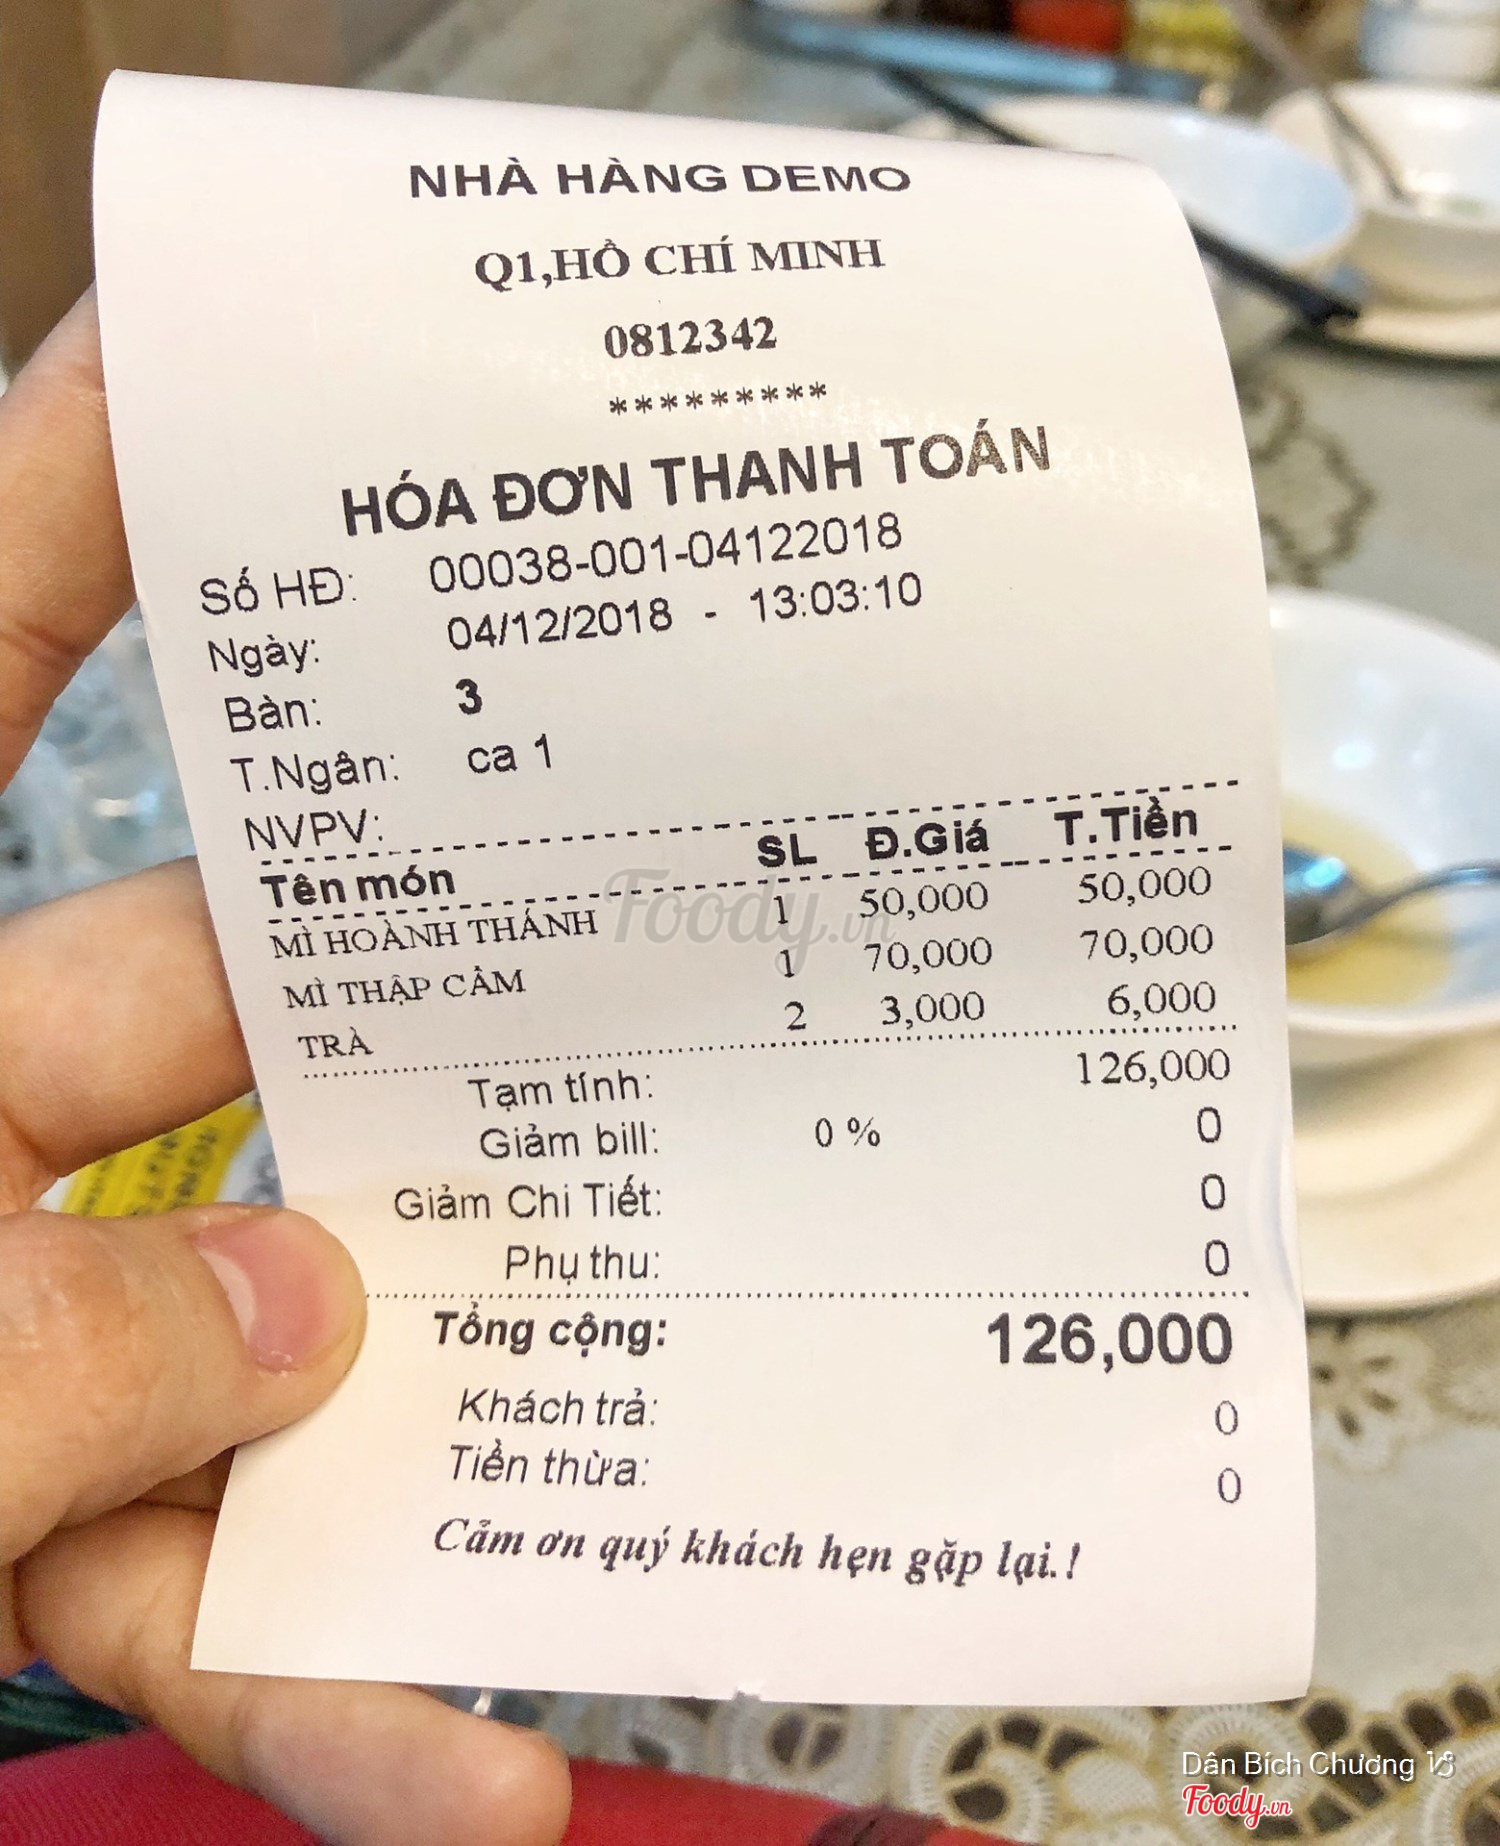 NHÀ HÀNG DEMO
Q1,HỒ CHÍ MINH
0812342
*********
HÓA ĐƠN THANH TOÁN
Số HĐ: 00038-001-04122018
Ngày: 04/12/2018 - 13:03:10
Bàn: 3
T.Ngân: ca 1
NVPV:
Tên món SL Đ.Giá T.Tiền
MÌ HOÀNH THÁNH 1 50,000 50,000
MÌ THẬP CẨM 1 70,000 70,000
TRÀ 2 3,000 6,000
Tạm tính: 126,000
Giảm bill: 0 % 0
Giảm Chi Tiết: 0
Phụ thu: 0
Tổng cộng: 126,000
Khách trả: 0
Tiền thừa: 0
Cảm ơn quý khách hẹn gặp lại.!
Foody.vn
Dân Bích Chương
Foody.vn